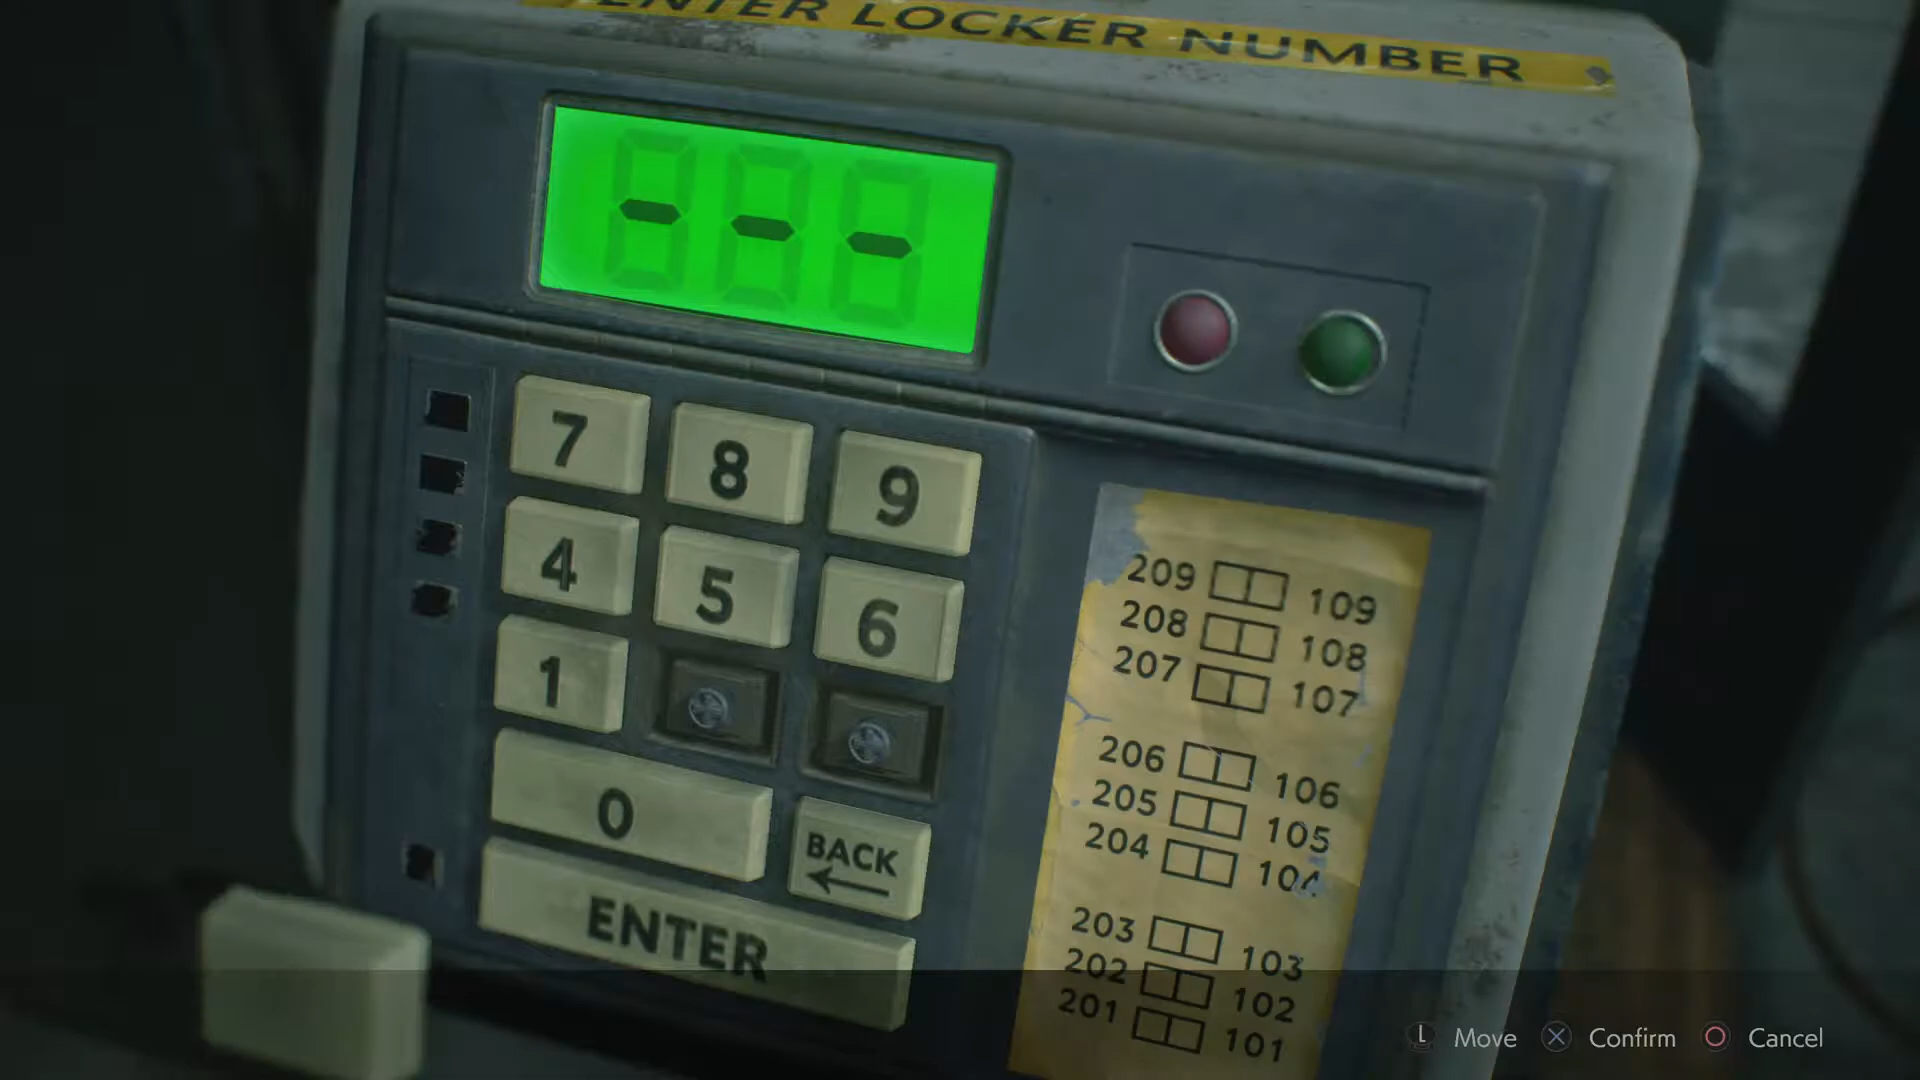 ENTER LOCKER NUMBER
- - -
7 8 9
4 5 6
1
0 BACK
ENTER
209 109
208 108
207 107
206 106
205 105
204 104
203 103
202 102
201 101
L Move Confirm Cancel